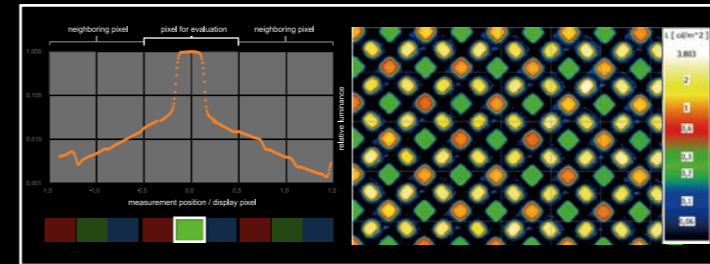 neighboring pixel pixel for evaluation neighboring pixel
1,000
0,100
0,010
0,001
-1,5 -1,0 -0,5 0,0 0,5 1,0 1,5
measurement position / display pixel
relative luminance
L [ cd/m^2 ]
3.803
2
1
0,6
0,3
0,2
0,1
0,06